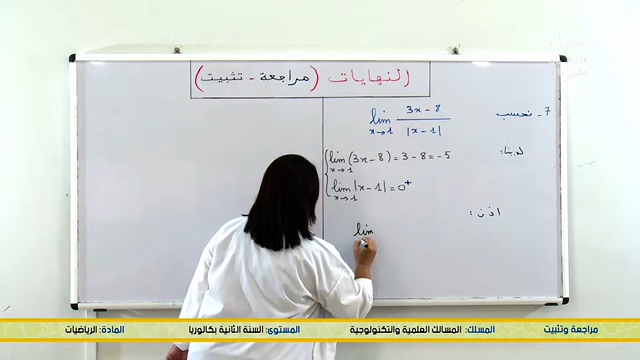 النهايات (مراجعة - تثبيت)
7 - نحسب lim x→1 3x-8 / |x-1|
لدينا:
lim x→1 (3x-8) = 3-8 = -5
lim x→1 |x-1| = 0⁺
اذن:
lim
مراجعة وتثبيت المسلك: المسالك العلمية والتكنولوجية المستوى: السنة الثانية بكالوريا المادة: الرياضيات